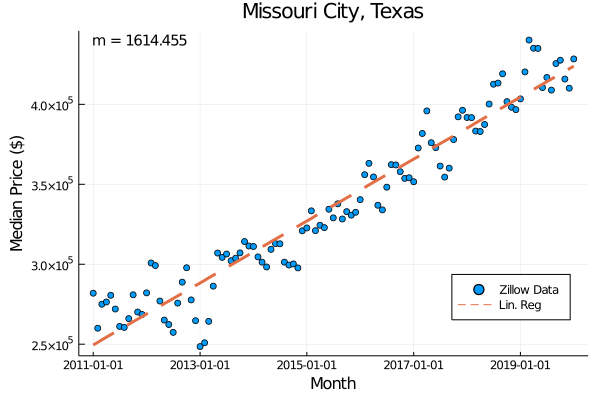 Missouri City, Texas
m = 1614.455
Median Price ($)
4.0×10⁵
3.5×10⁵
3.0×10⁵
2.5×10⁵
Zillow Data
Lin. Reg
2011-01-01 2013-01-01 2015-01-01 2017-01-01 2019-01-01
Month